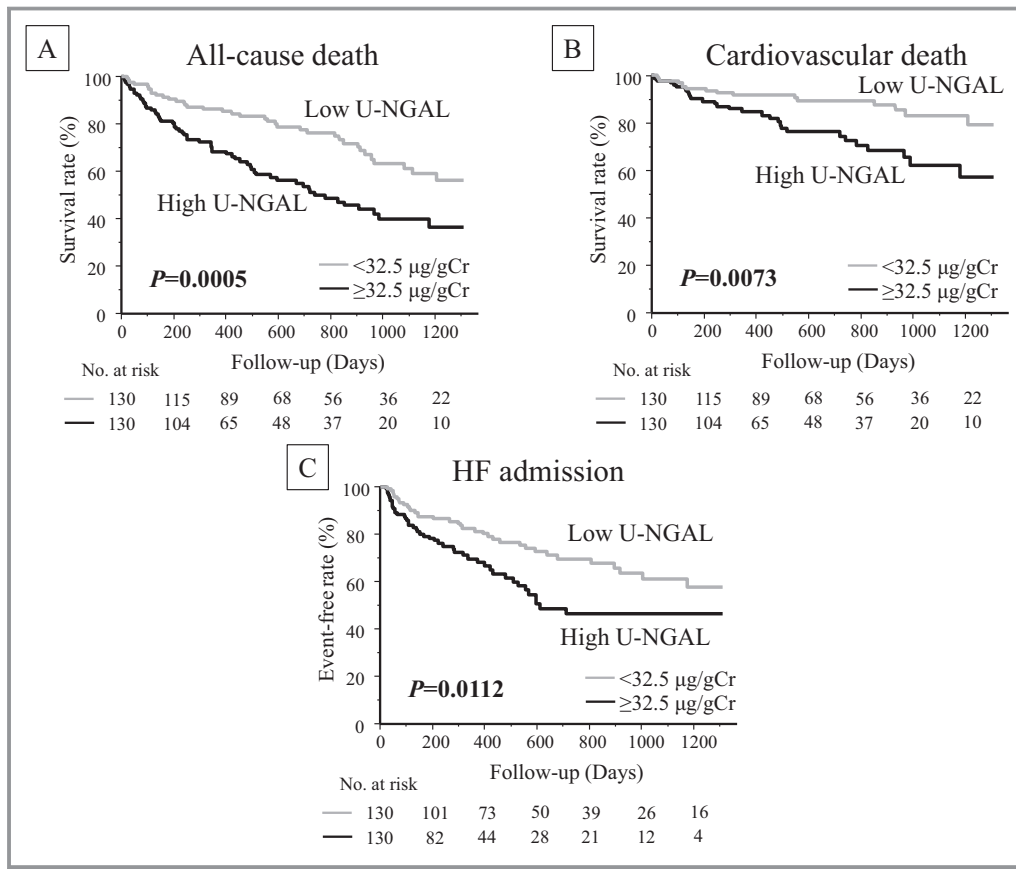 A
All-cause death
Survival rate (%)
100
80
60
40
20
0
Low U-NGAL
High U-NGAL
P=0.0005
<32.5 µg/gCr
≥32.5 µg/gCr
0 200 400 600 800 1000 1200
Follow-up (Days)
No. at risk
130 115 89 68 56 36 22
130 104 65 48 37 20 10
B
Cardiovascular death
Survival rate (%)
100
80
60
40
20
0
Low U-NGAL
High U-NGAL
P=0.0073
<32.5 µg/gCr
≥32.5 µg/gCr
0 200 400 600 800 1000 1200
Follow-up (Days)
No. at risk
130 115 89 68 56 36 22
130 104 65 48 37 20 10
C
HF admission
Event-free rate (%)
100
80
60
40
20
0
Low U-NGAL
High U-NGAL
P=0.0112
<32.5 µg/gCr
≥32.5 µg/gCr
0 200 400 600 800 1000 1200
Follow-up (Days)
No. at risk
130 101 73 50 39 26 16
130 82 44 28 21 12 4